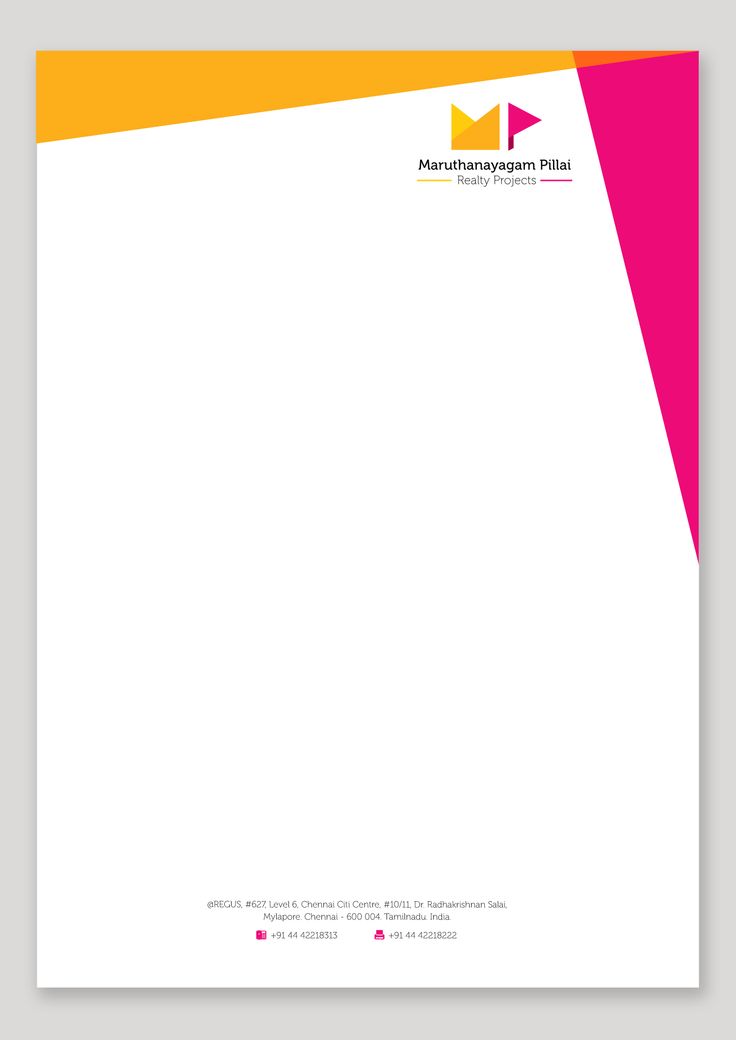 MP
Maruthanayagam Pillai
Realty Projects
@REGUS, #627, Level 6, Chennai Citi Centre, #10/11, Dr. Radhakrishnan Salai,
Mylapore. Chennai - 600 004. Tamilnadu. India.
+91 44 42218313 +91 44 42218222